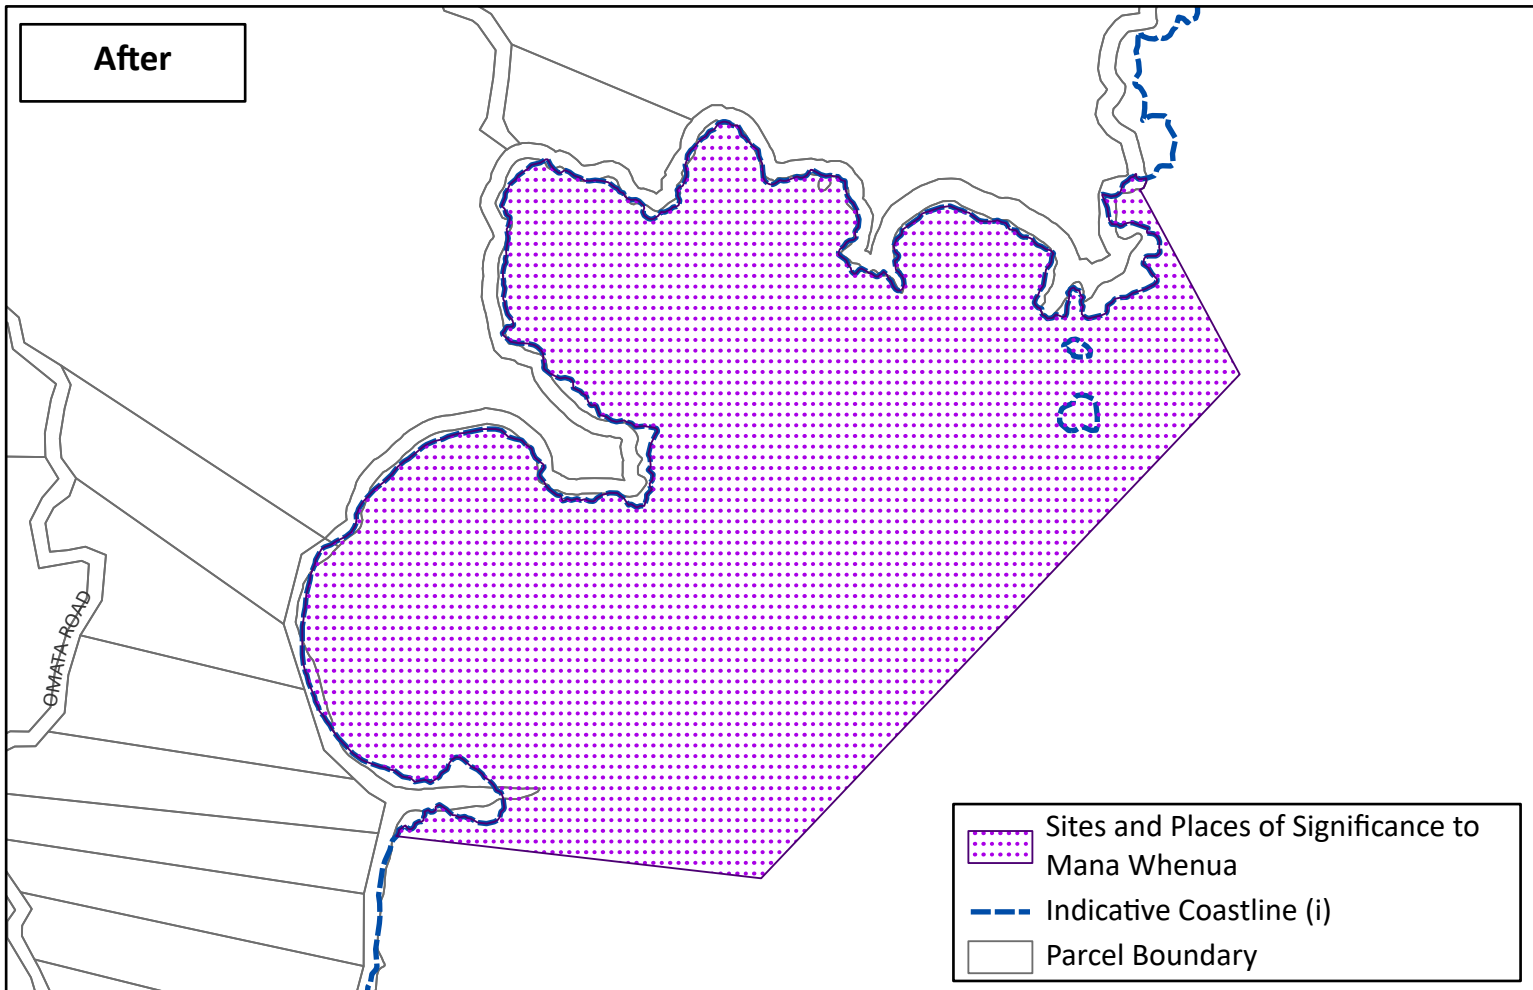 After
OMATA ROAD
Sites and Places of Significance to
Mana Whenua
Indicative Coastline (i)
Parcel Boundary